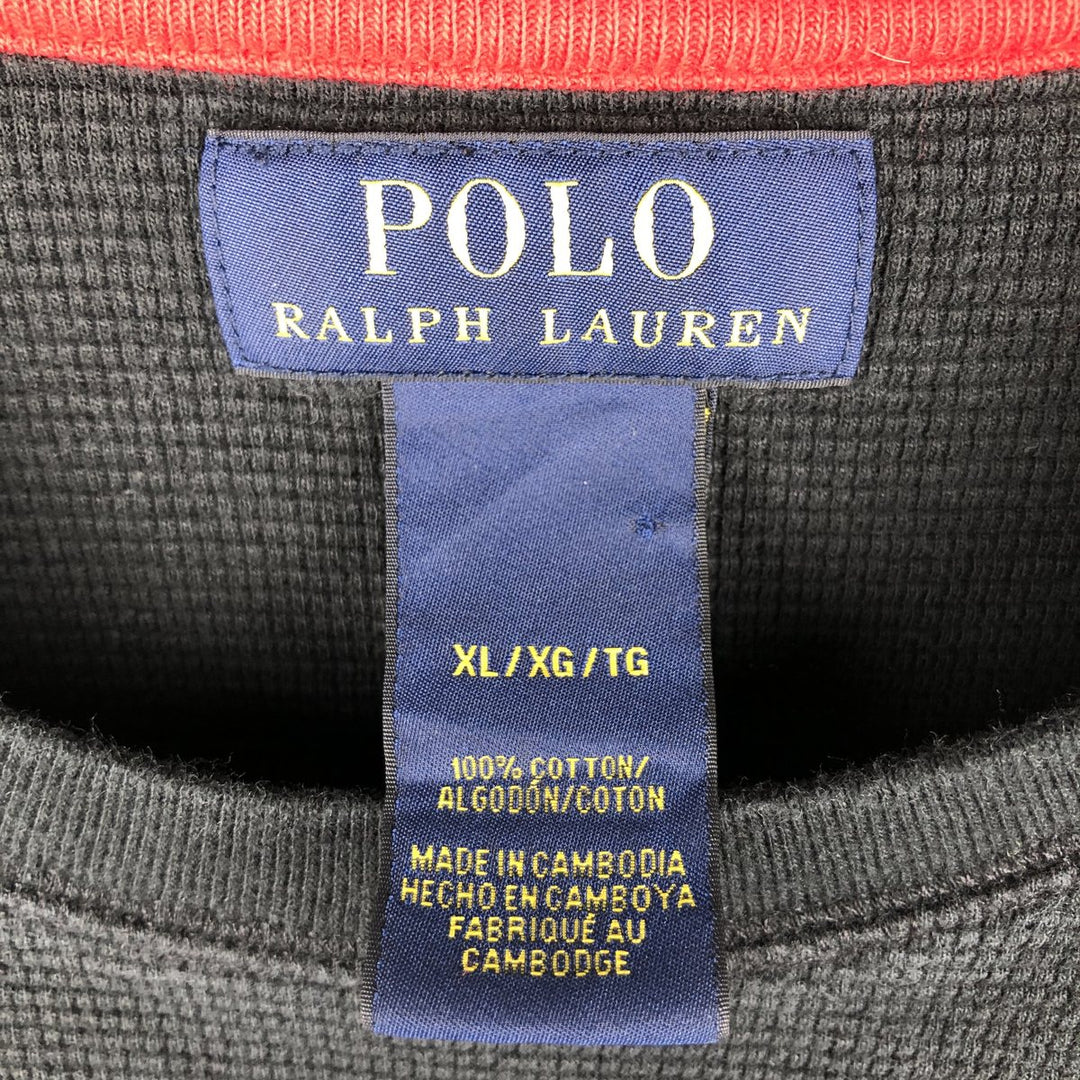 POLO
RALPH LAUREN
XL/XG/TG
100% COTTON/
ALGODÓN/COTON
MADE IN CAMBODIA
HECHO EN CAMBOYA
FABRIQUÉ AU
CAMBODGE